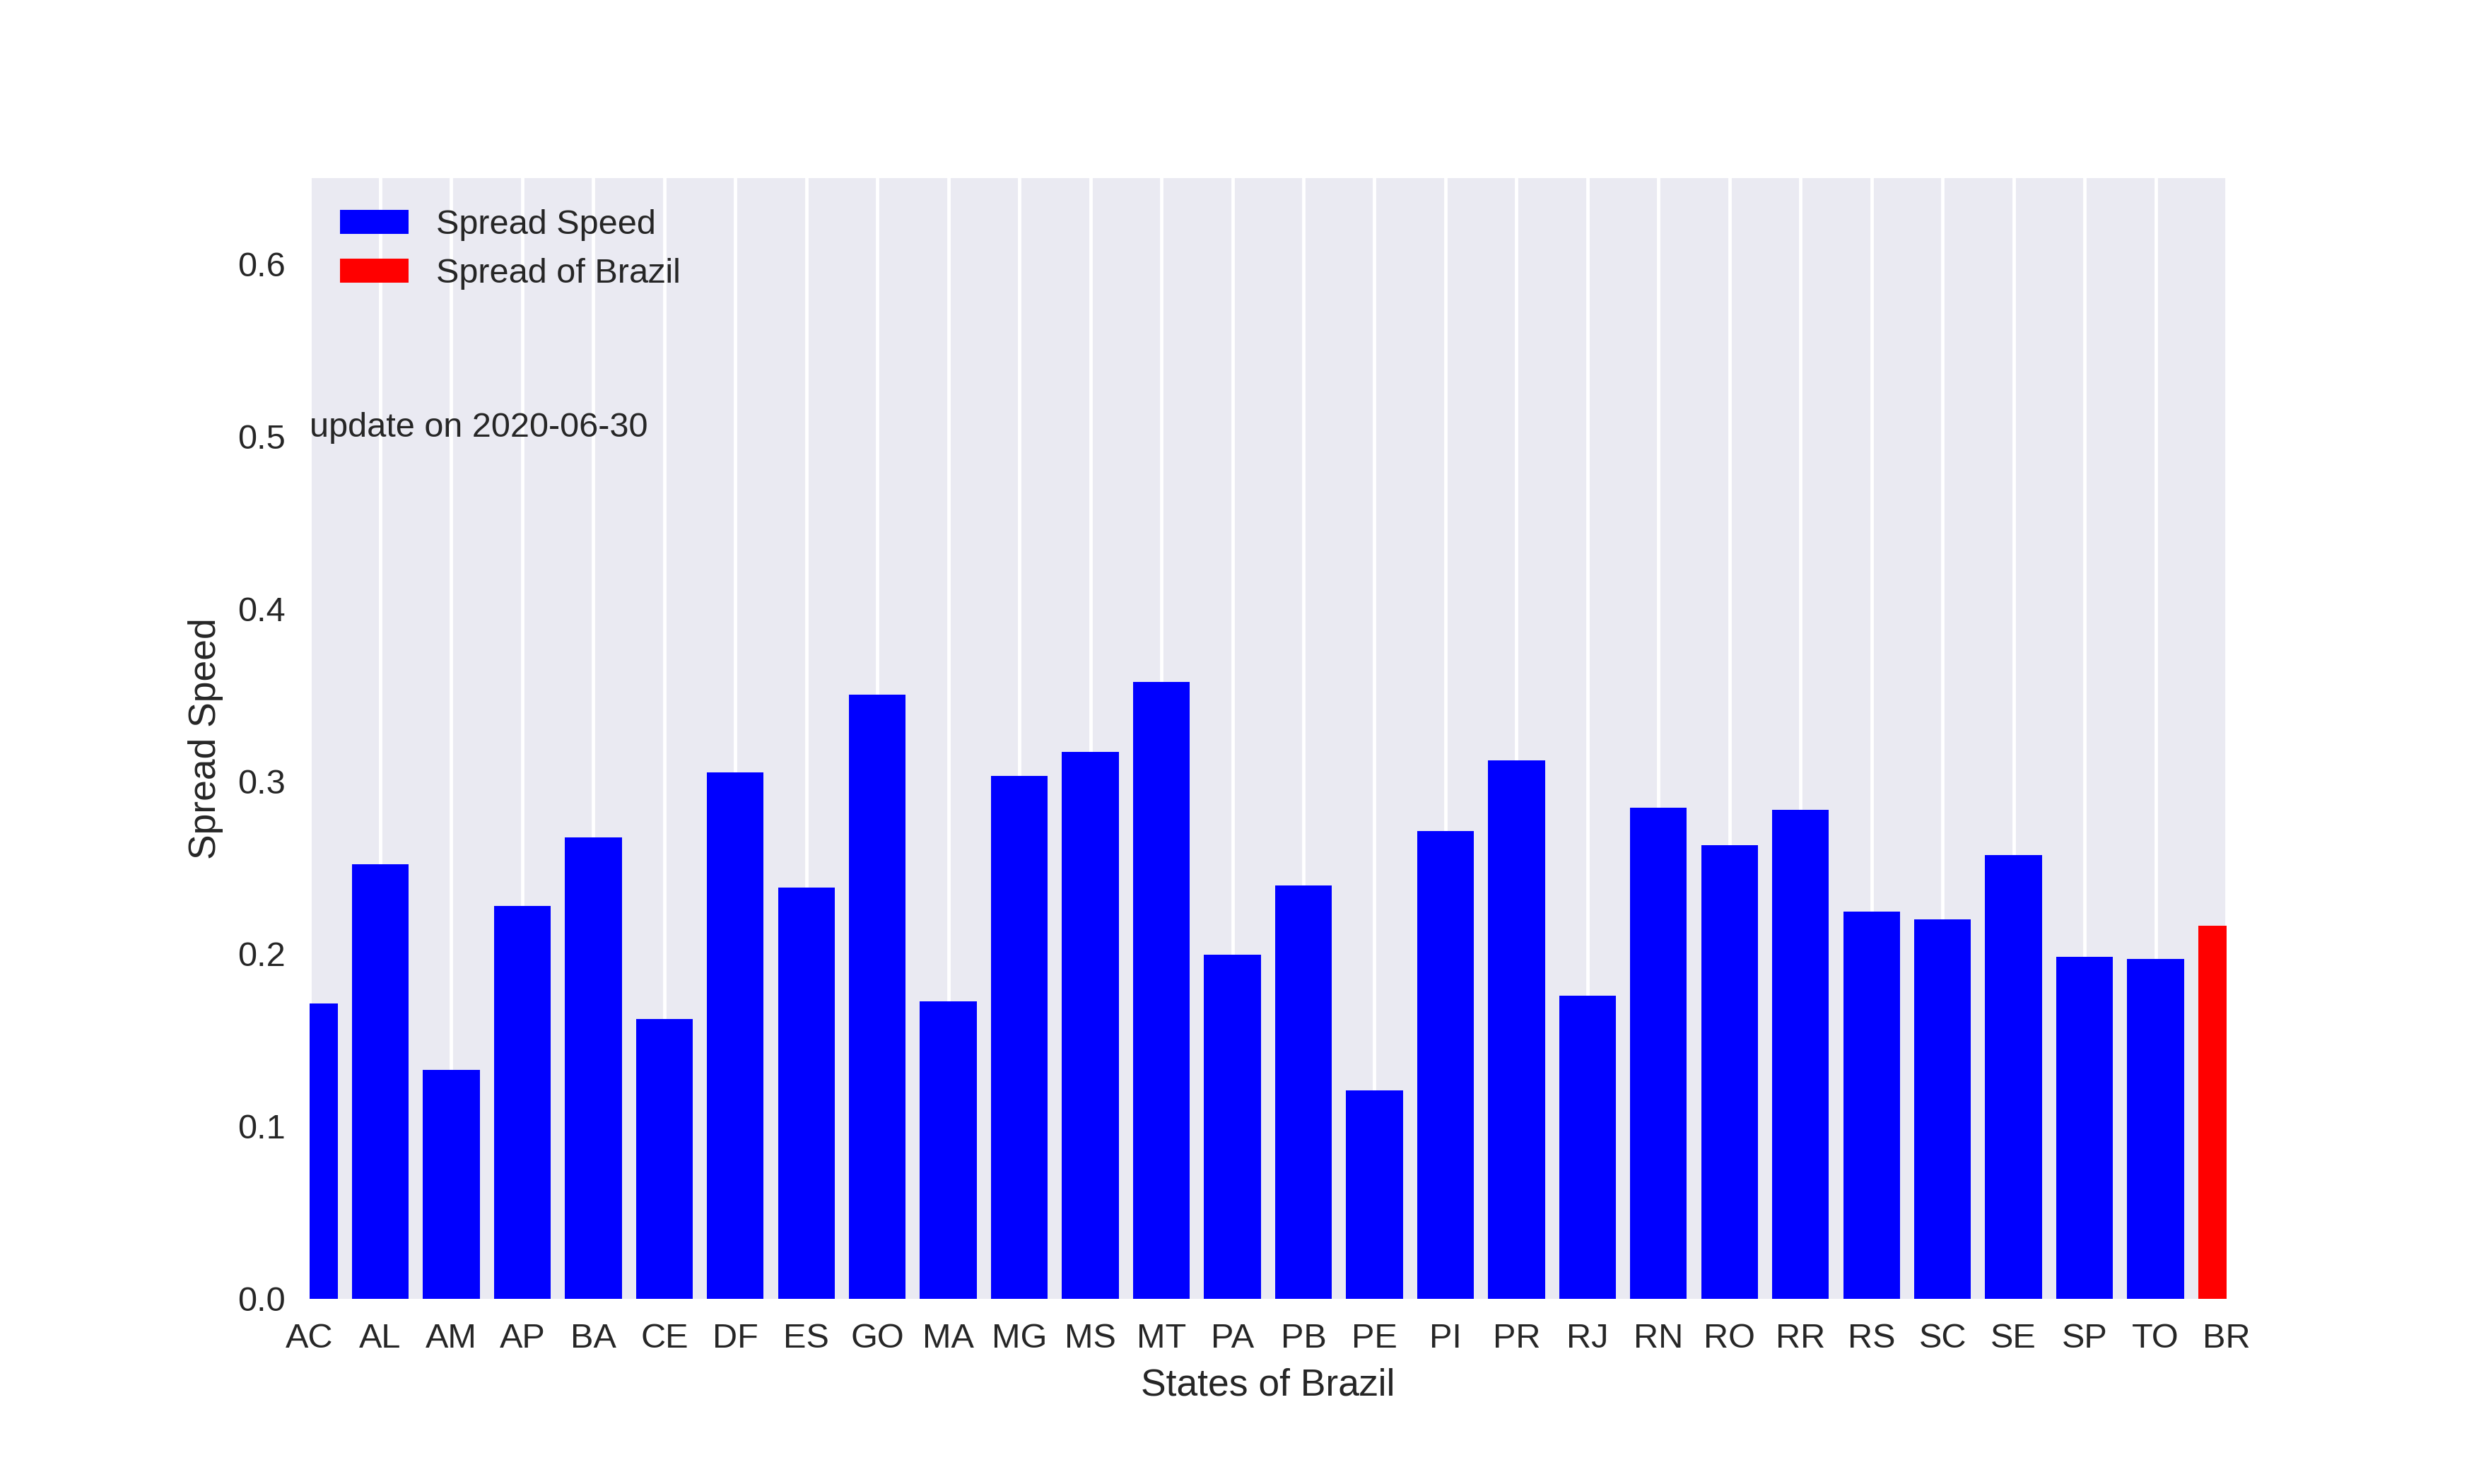 Spread Speed
Spread of Brazil
update on 2020-06-30
Spread Speed
0.6
0.5
0.4
0.3
0.2
0.1
0.0
AC AL AM AP BA CE DF ES GO MA MG MS MT PA PB PE PI PR RJ RN RO RR RS SC SE SP TO BR
States of Brazil